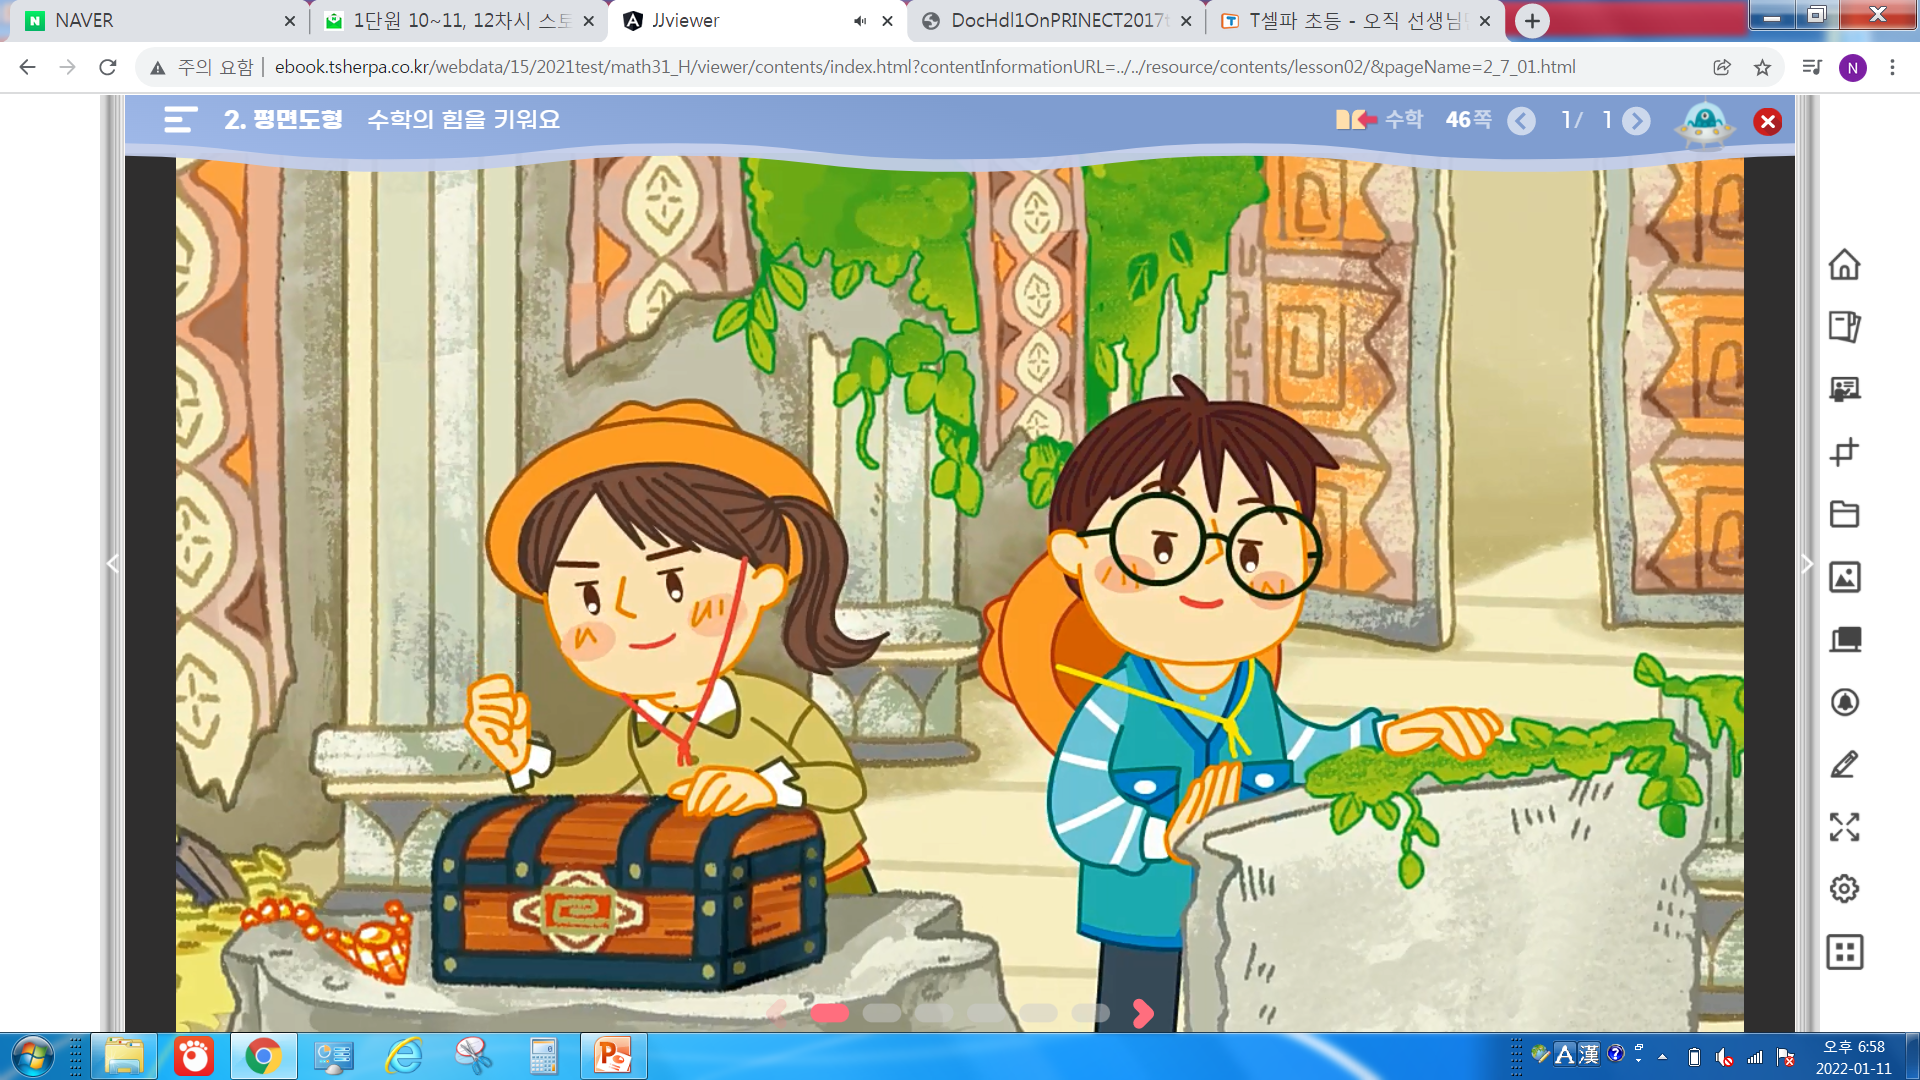 NAVER
1단원 10~11, 12차시 스토
JJviewer
DocHdl1OnPRINECT2017t
T셀파 초등 - 오직 선생님만
주의 요함
ebook.tsherpa.co.kr/webdata/15/2021test/math31_H/viewer/contents/index.html?contentInformationURL=../../resource/contents/lesson02/&pageName=2_7_01.html
N
2. 평면도형 수학의 힘을 키워요
수학 46쪽 1/ 1
A 漢
오후 6:58
2022-01-11